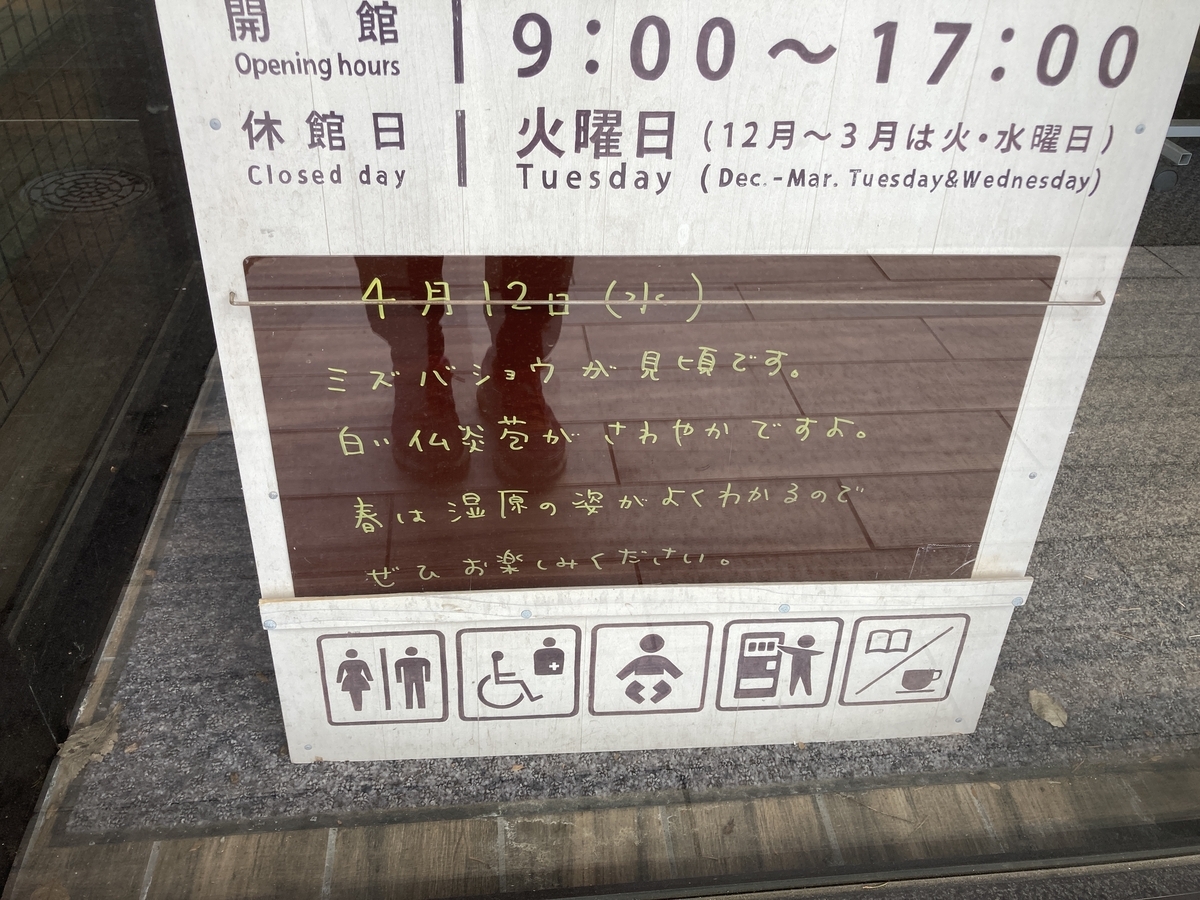 開館
9:00～17:00
Opening hours
休館日
火曜日(12月～3月は火・水曜日)
Closed day
Tuesday (Dec.-Mar. Tuesday&Wednesday)
4月12日(水)
ミズバショウが見頃です。
白い仏炎苞がさわやかですよ。
春は湿原の姿がよくわかるので
ぜひお楽しみください。